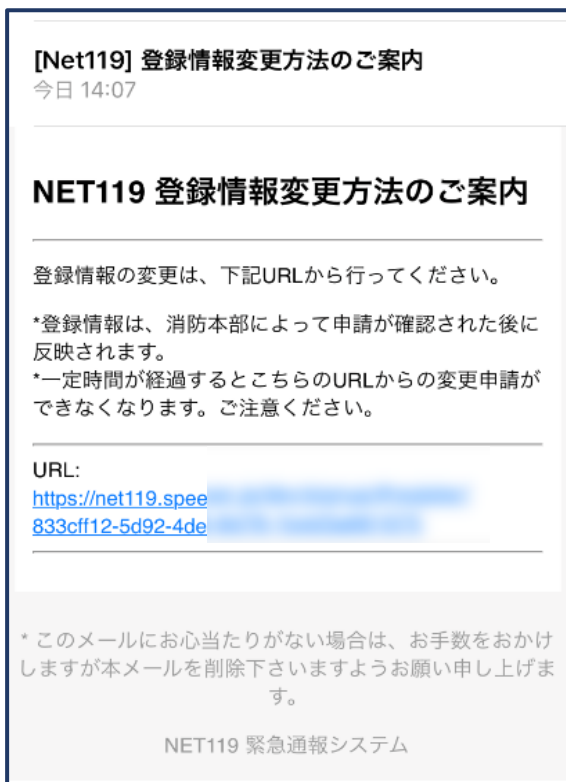 [Net119] 登録情報変更方法のご案内
今日 14:07
NET119 登録情報変更方法のご案内
登録情報の変更は、下記URLから行ってください。
*登録情報は、消防本部によって申請が確認された後に
反映されます。
*一定時間が経過するとこちらのURLからの変更申請が
できなくなります。ご注意ください。
URL:
https://net119.spee
833cff12-5d92-4de
* このメールにお心当たりがない場合は、お手数をおかけ
しますが本メールを削除下さいますようお願い申し上げま
す。
NET119 緊急通報システム